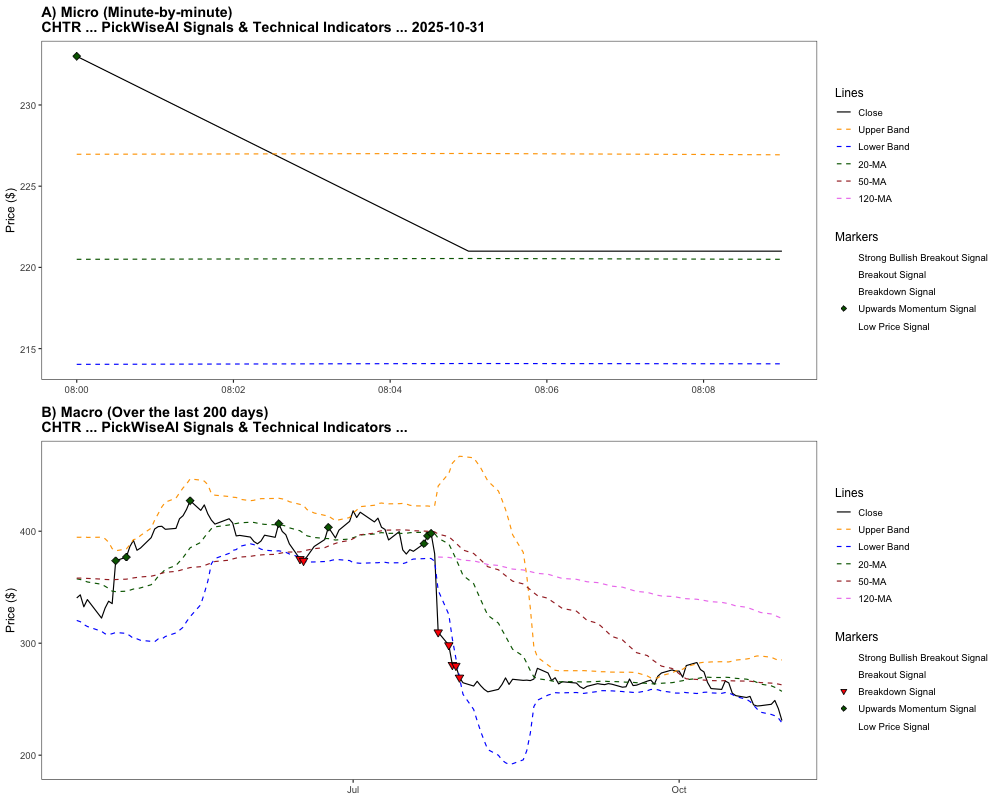 A) Micro (Minute-by-minute)
CHTR ... PickWiseAI Signals & Technical Indicators ... 2025-10-31
Price ($)
230
225
220
215
08:00
08:02
08:04
08:06
08:08
Lines
Close
Upper Band
Lower Band
20-MA
50-MA
120-MA
Markers
Strong Bullish Breakout Signal
Breakout Signal
Breakdown Signal
Upwards Momentum Signal
Low Price Signal
B) Macro (Over the last 200 days)
CHTR ... PickWiseAI Signals & Technical Indicators ...
Price ($)
400
300
200
Jul
Oct
Lines
Close
Upper Band
Lower Band
20-MA
50-MA
120-MA
Markers
Strong Bullish Breakout Signal
Breakout Signal
Breakdown Signal
Upwards Momentum Signal
Low Price Signal